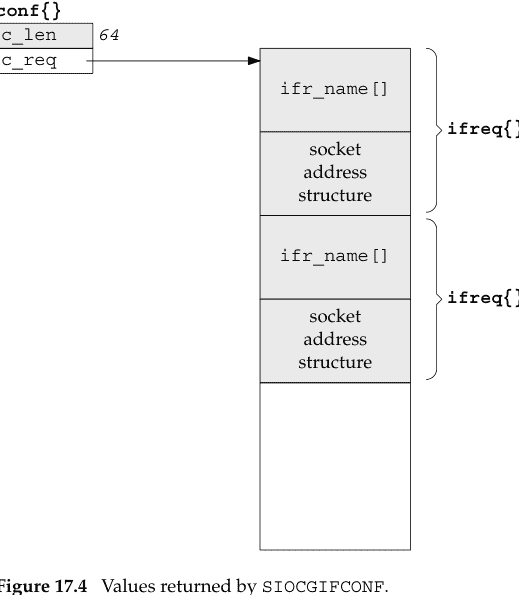 conf{}
c_len 64
c_req
ifr_name[]
socket
address
structure
ifreq{}
ifr_name[]
socket
address
structure
ifreq{}
igure 17.4 Values returned by SIOCGIFCONF.